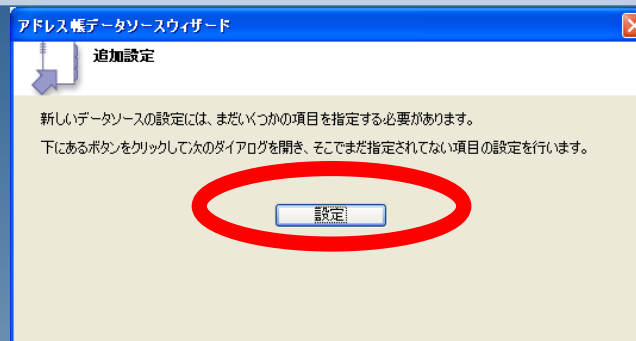 アドレス帳データソースウィザード
追加設定
新しいデータソースの設定には、まだいくつかの項目を指定する必要があります。
下にあるボタンをクリックして次のダイアログを開き、そこでまだ指定されてない項目の設定を行います。
設定